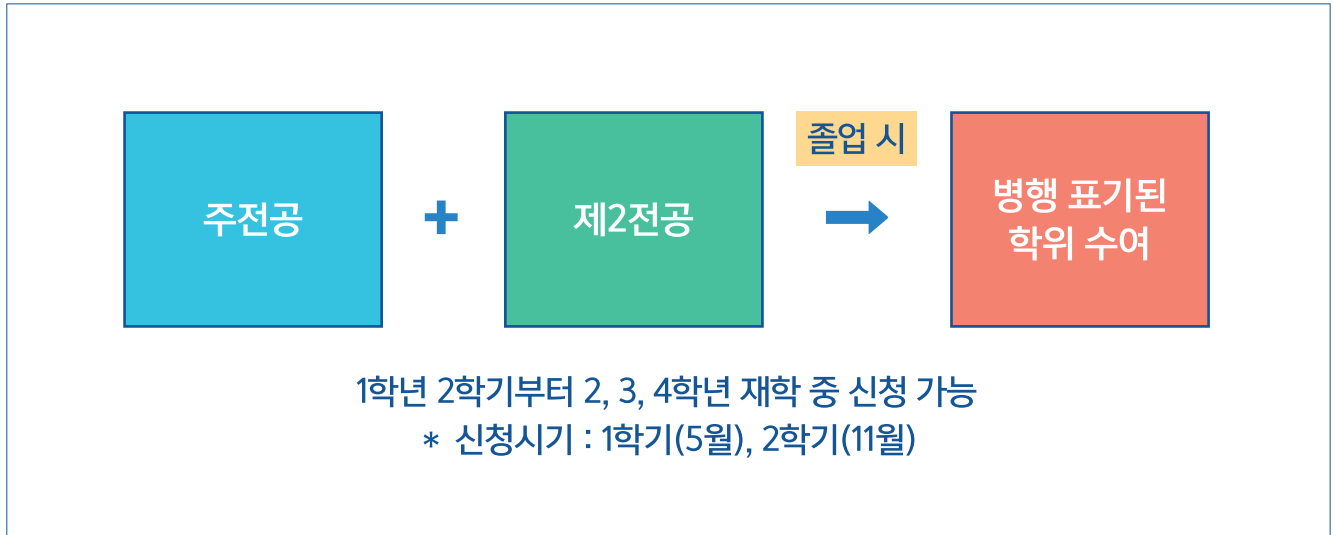 주전공
+
제2전공
졸업 시
병행 표기된
학위 수여
1학년 2학기부터 2, 3, 4학년 재학 중 신청 가능
* 신청시기 : 1학기(5월), 2학기(11월)